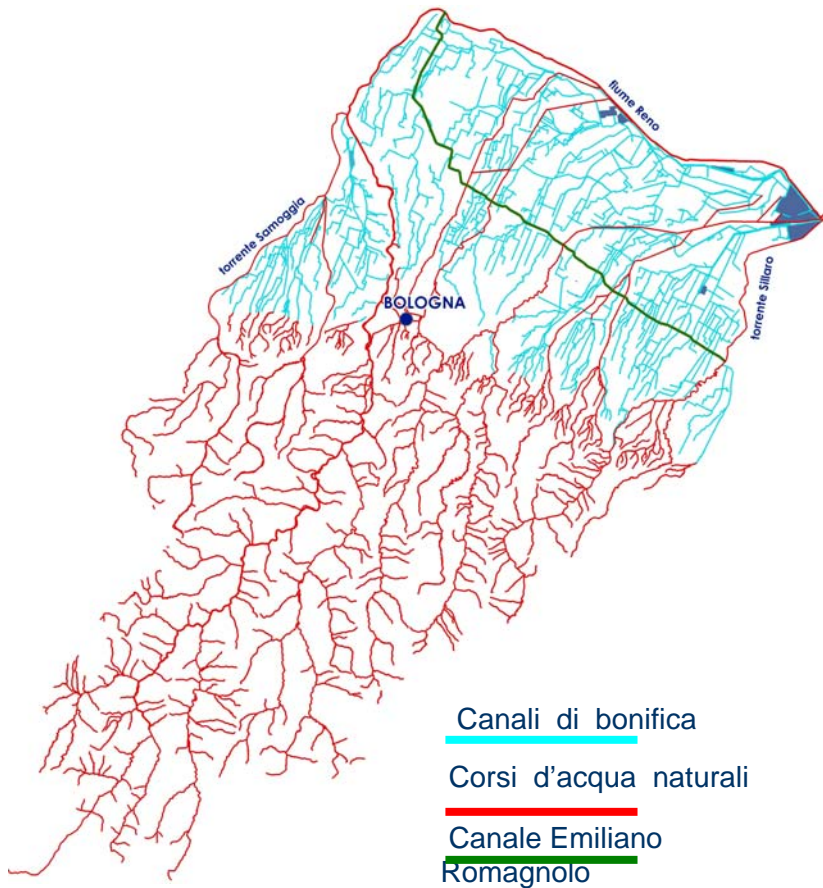 fiume Reno
torrente Samoggia
torrente Sillaro
BOLOGNA
Canali di bonifica
Corsi d'acqua naturali
Canale Emiliano
Romagnolo